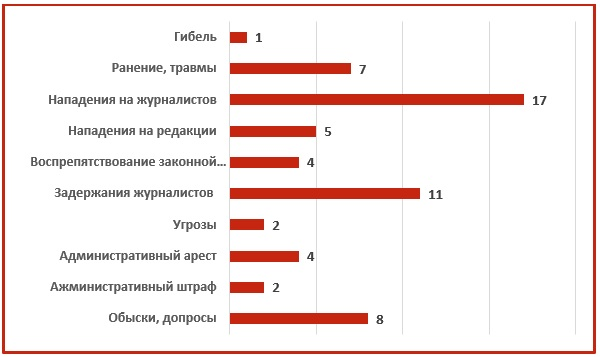 Гибель 1
Ранение, травмы 7
Нападения на журналистов 17
Нападения на редакции 5
Воспрепятствование законной... 4
Задержания журналистов 11
Угрозы 2
Административный арест 4
Ажминистративный штраф 2
Обыски, допросы 8